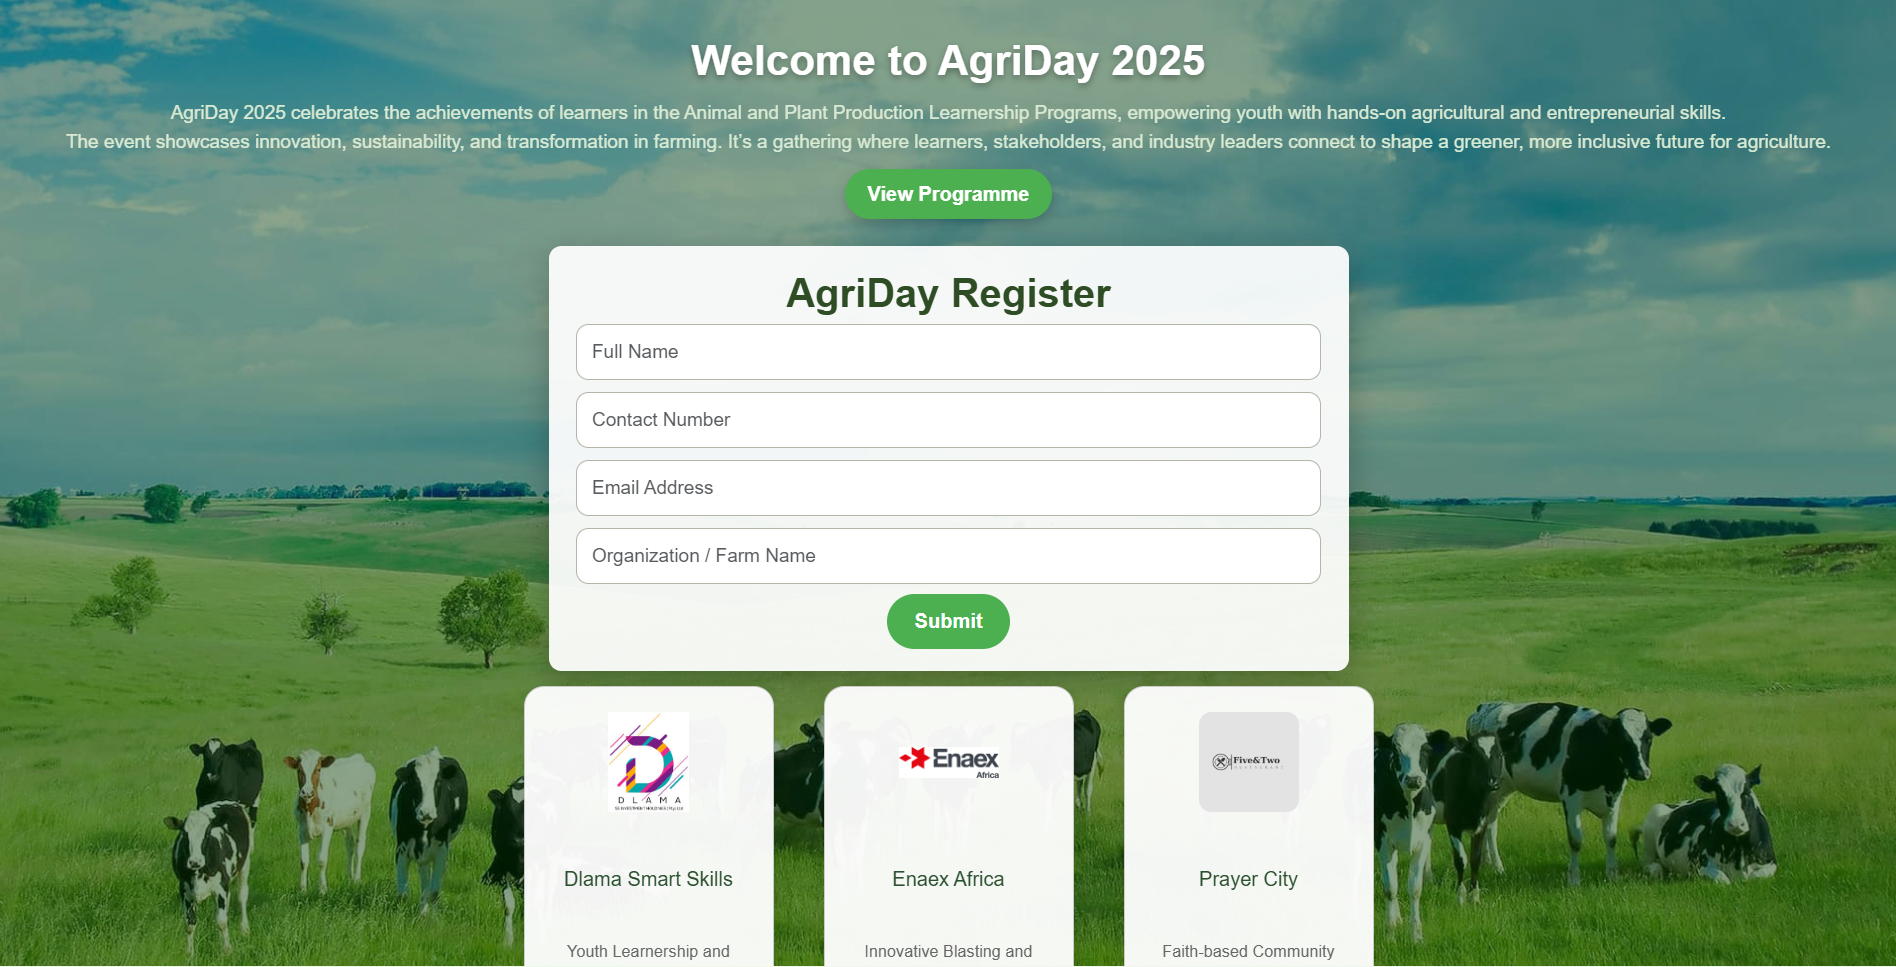 Welcome to AgriDay 2025
AgriDay 2025 celebrates the achievements of learners in the Animal and Plant Production Learnership Programs, empowering youth with hands-on agricultural and entrepreneurial skills.
The event showcases innovation, sustainability, and transformation in farming. It’s a gathering where learners, stakeholders, and industry leaders connect to shape a greener, more inclusive future for agriculture.
View Programme
AgriDay Register
Full Name
Contact Number
Email Address
Organization / Farm Name
Submit
DLAMA
Enaex
Africa
Five&Two
Dlama Smart Skills
Enaex Africa
Prayer City
Youth Learnership and
Innovative Blasting and
Faith-based Community